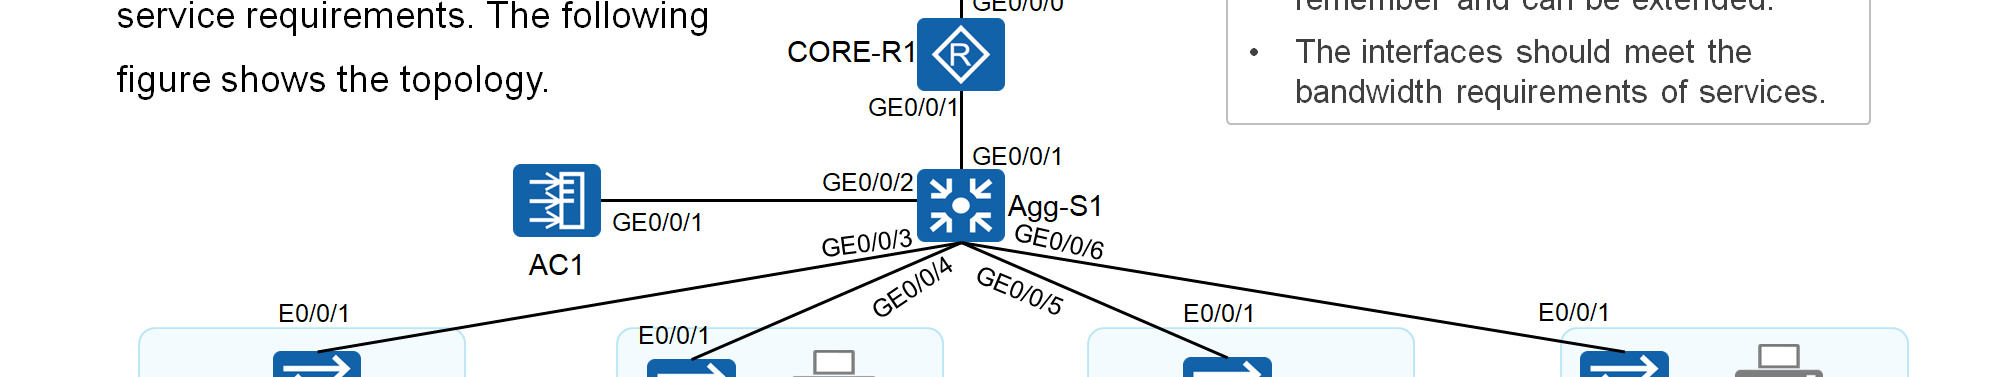 service requirements. The following
figure shows the topology.
GE0/0/0
CORE-R1
GE0/0/1
remember and can be extended.
• The interfaces should meet the
bandwidth requirements of services.
GE0/0/1
GE0/0/2
Agg-S1
GE0/0/1
AC1
GE0/0/3
GE0/0/4
GE0/0/5
GE0/0/6
E0/0/1
E0/0/1
E0/0/1
E0/0/1